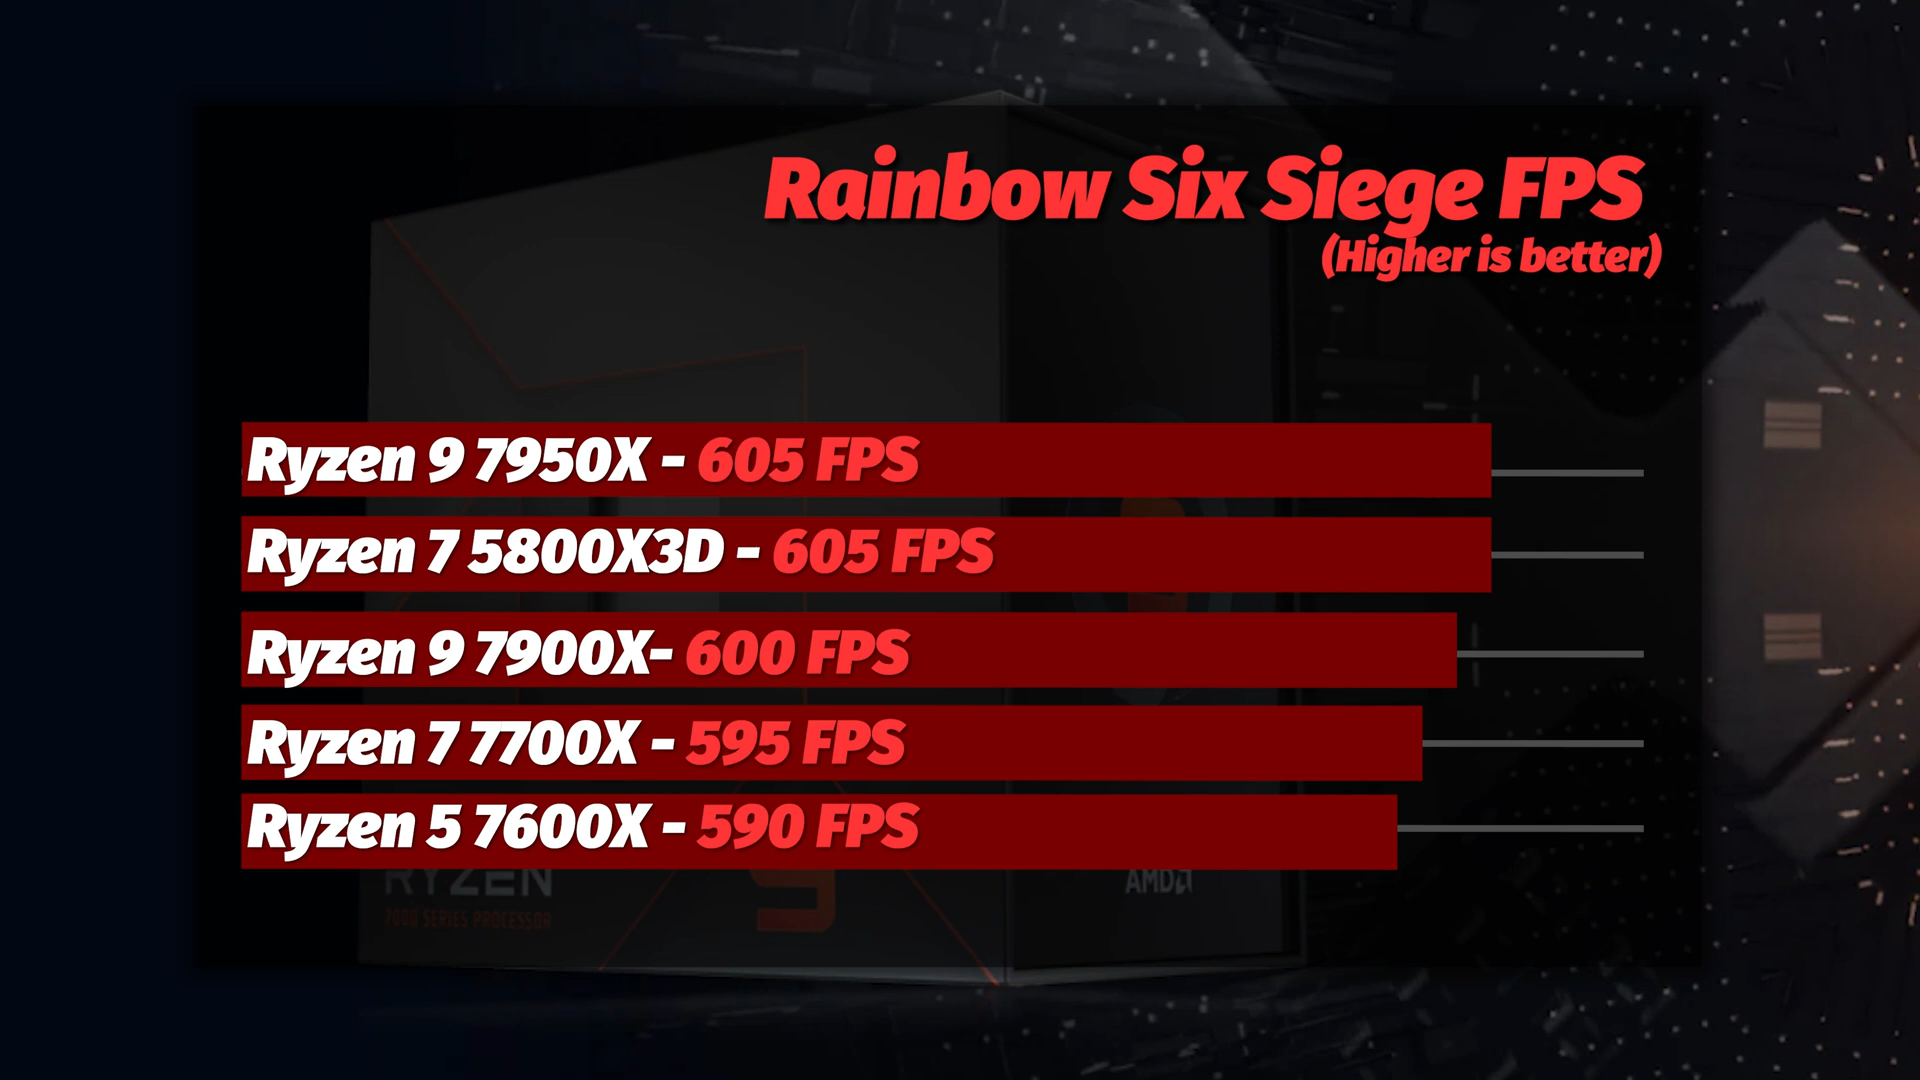 Rainbow Six Siege FPS
(Higher is better)
Ryzen 9 7950X - 605 FPS
Ryzen 7 5800X3D - 605 FPS
Ryzen 9 7900X- 600 FPS
Ryzen 7 7700X - 595 FPS
Ryzen 5 7600X - 590 FPS
RYZEN 9
AMD
7000 SERIES PROCESSOR